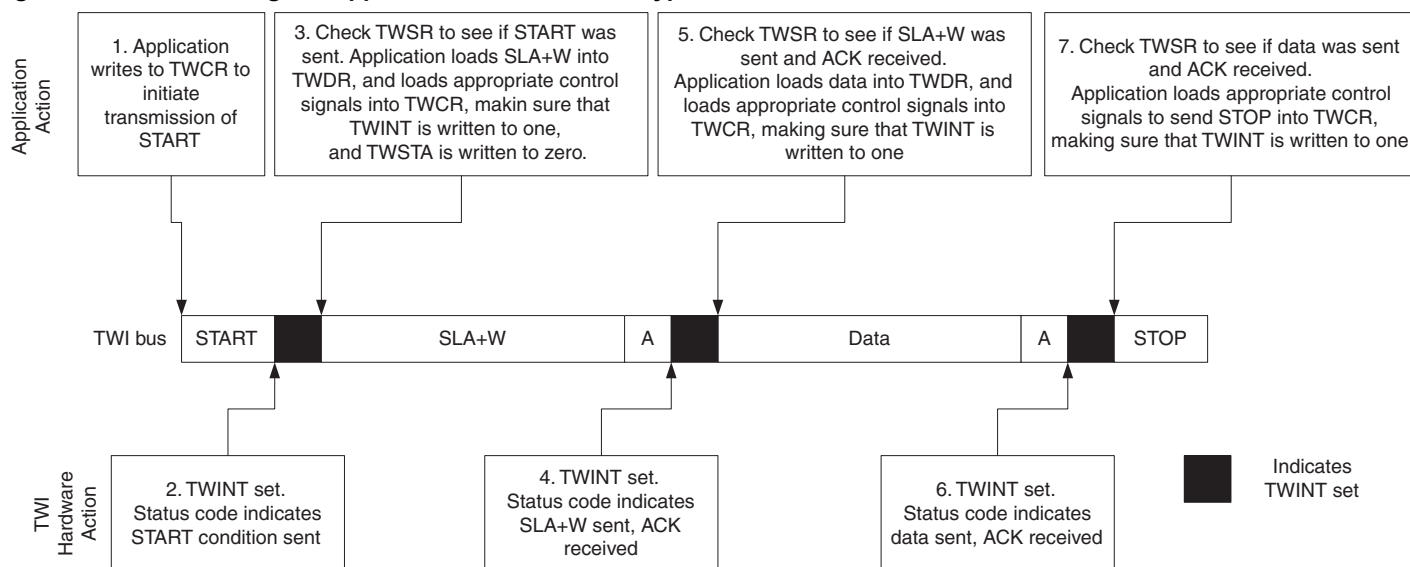 Application
Action
1. Application
writes to TWCR to
initiate
transmission of
START
3. Check TWSR to see if START was
sent. Application loads SLA+W into
TWDR, and loads appropriate control
signals into TWCR, makin sure that
TWINT is written to one,
and TWSTA is written to zero.
5. Check TWSR to see if SLA+W was
sent and ACK received.
Application loads data into TWDR, and
loads appropriate control signals into
TWCR, making sure that TWINT is
written to one
7. Check TWSR to see if data was sent
and ACK received.
Application loads appropriate control
signals to send STOP into TWCR,
making sure that TWINT is written to one
TWI bus
START
SLA+W
A
Data
A
STOP
TWI
Hardware
Action
2. TWINT set.
Status code indicates
START condition sent
4. TWINT set.
Status code indicates
SLA+W sent, ACK
received
6. TWINT set.
Status code indicates
data sent, ACK received
Indicates
TWINT set